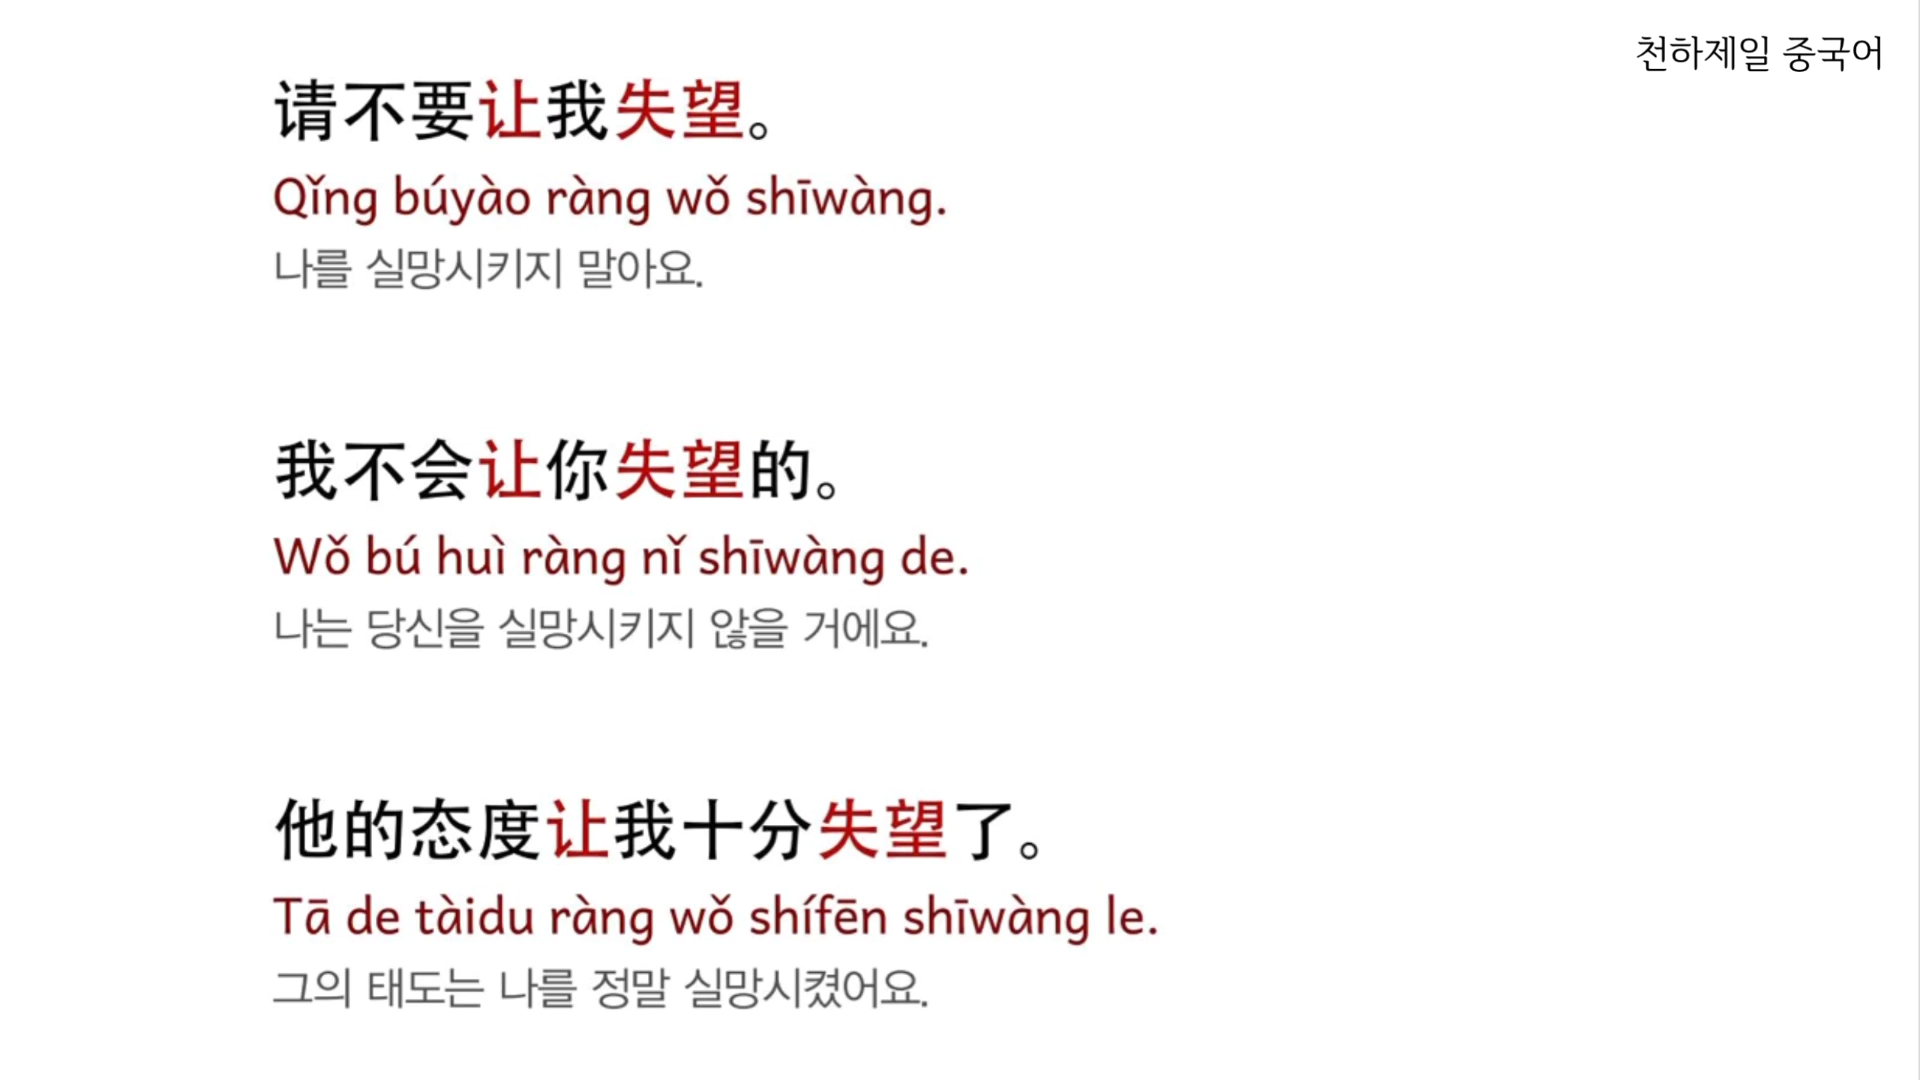 천하제일 중국어
请不要让我失望。
Qǐng búyào ràng wǒ shīwàng.
나를 실망시키지 말아요.
我不会让你失望的。
Wǒ bú huì ràng nǐ shīwàng de.
나는 당신을 실망시키지 않을 거에요.
他的态度让我十分失望了。
Tā de tàidu ràng wǒ shífēn shīwàng le.
그의 태도는 나를 정말 실망시켰어요.